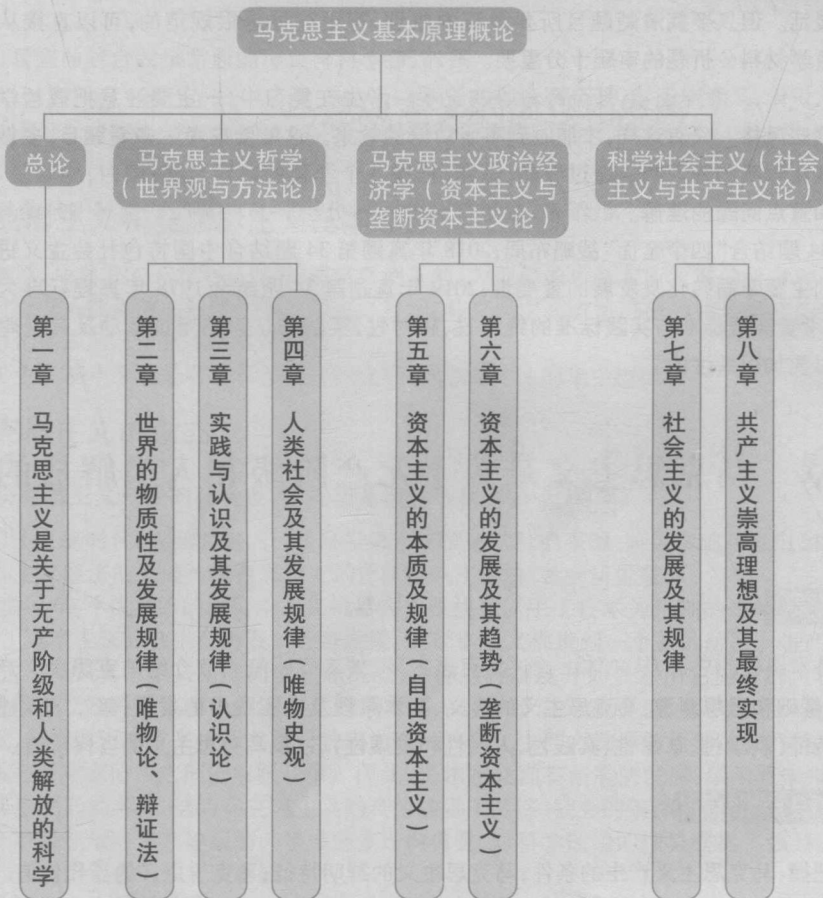 马克思主义基本原理概论
总论
马克思主义哲学
（世界观与方法论）
马克思主义政治经
济学（资本主义与
垄断资本主义论）
科学社会主义（社会
主义与共产主义论）
第一章 马克思主义是关于无产阶级和人类解放的科学
第二章 世界的物质性及发展规律（唯物论、辩证法）
第三章 实践与认识及其发展规律（认识论）
第四章 人类社会及其发展规律（唯物史观
第五章 资本主义的本质及规律（自由资本主义）
第六章 资本主义的发展及其趋势（垄断资本主义）
第七章 社会主义的发展及其规律
第八章 共产主义崇高理想及其最终实现